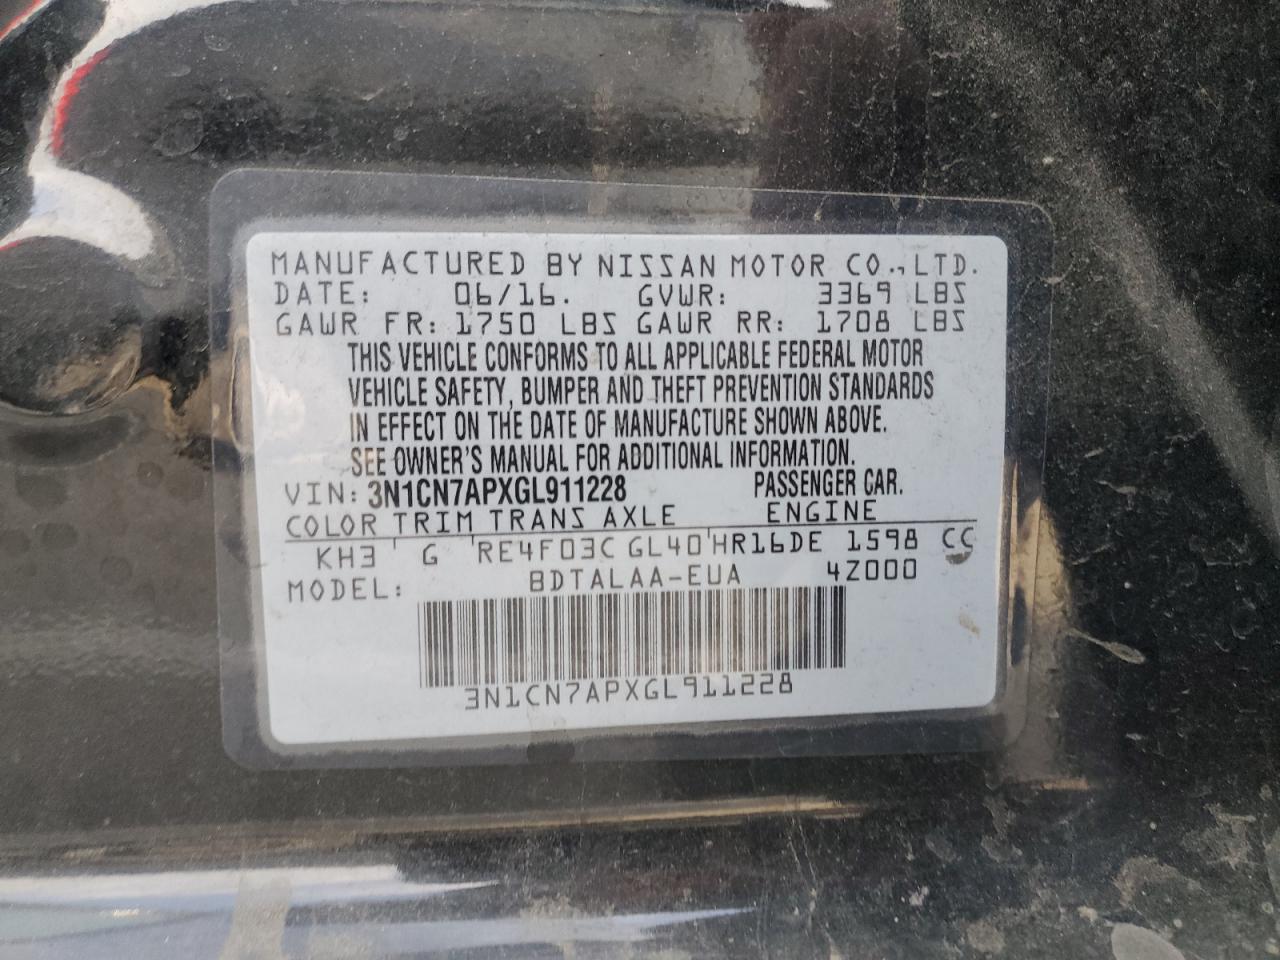 MANUFACTURED BY NISSAN MOTOR CO., LTD.
DATE: 06/16. GVWR: 3369 LBS
GAWR FR: 1750 LBS GAWR RR: 1708 LBS
THIS VEHICLE CONFORMS TO ALL APPLICABLE FEDERAL MOTOR
VEHICLE SAFETY, BUMPER AND THEFT PREVENTION STANDARDS
IN EFFECT ON THE DATE OF MANUFACTURE SHOWN ABOVE.
SEE OWNER'S MANUAL FOR ADDITIONAL INFORMATION.
VIN: 3N1CN7APXGL911228 PASSENGER CAR.
COLOR TRIM TRANS AXLE ENGINE
KH3 G RE4F03C GL40 HR16DE 1598 CC
MODEL: BDTALAA-EUA 4Z000
3N1CN7APXGL911228